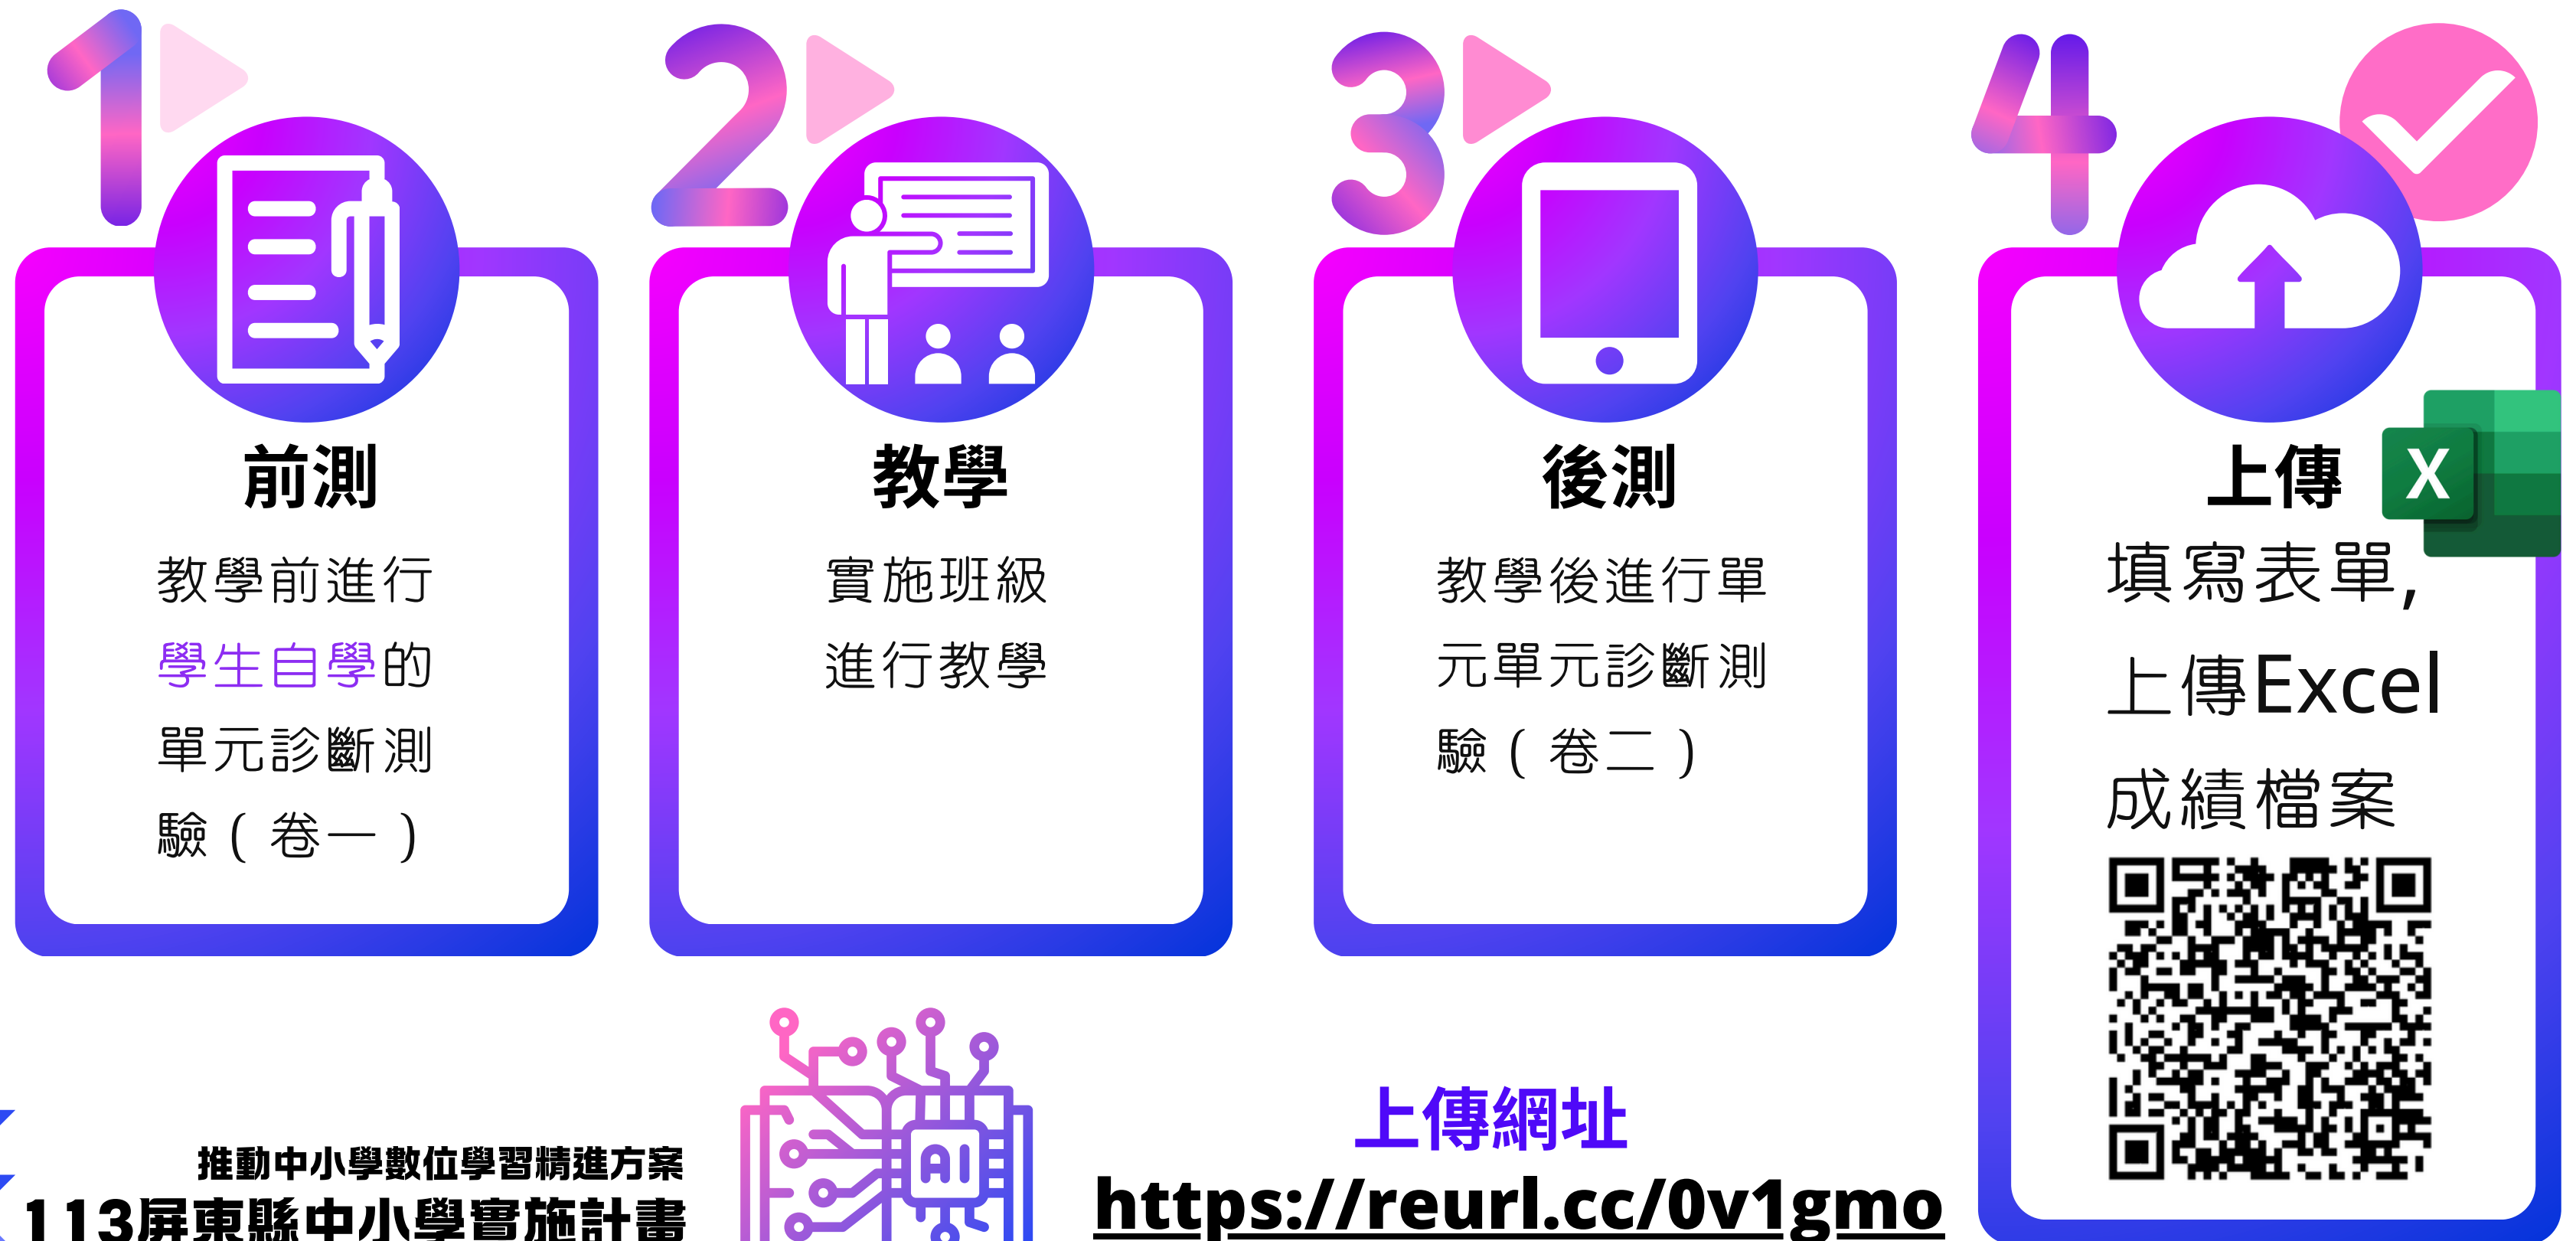 1
前測
教學前進行
學生自學的
單元診斷測
驗（卷一）
2
教學
實施班級
進行教學
3
後測
教學後進行單
元單元診斷測
驗（卷二）
4
上傳
X
填寫表單,
上傳Excel
成績檔案
推動中小學數位學習精進方案
113屏東縣中小學實施計畫
AI
上傳網址
https://reurl.cc/0v1gmo